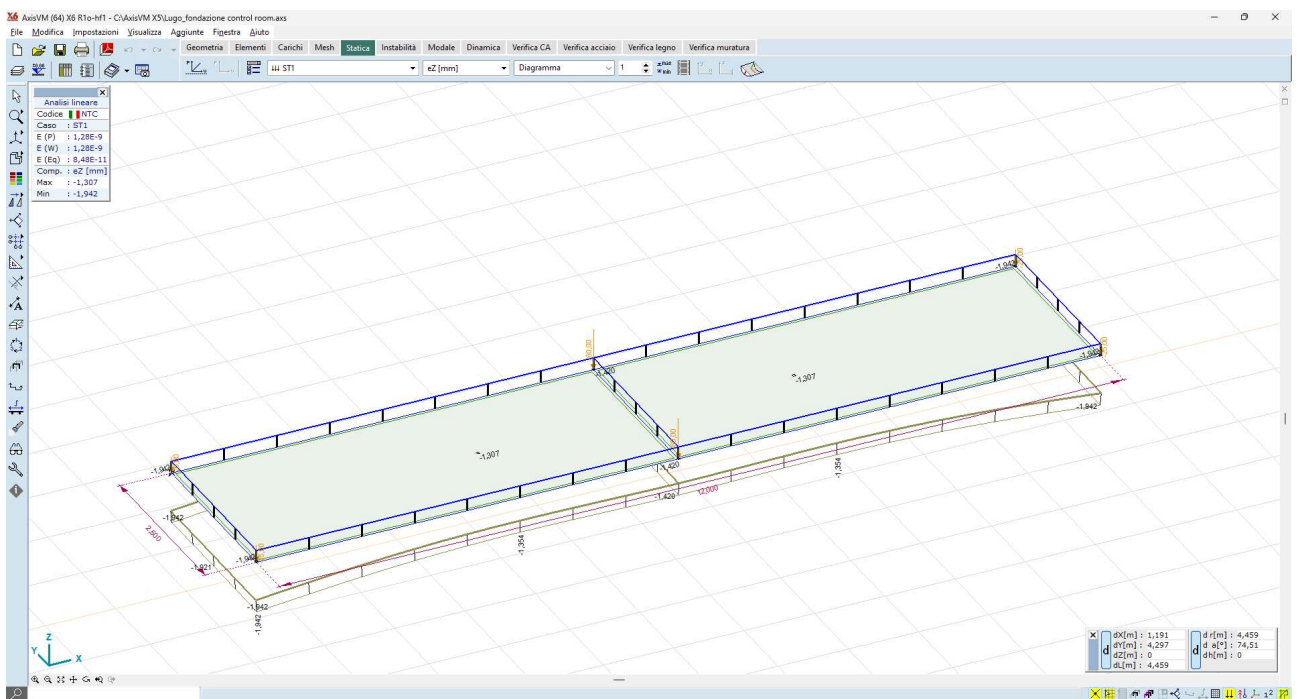 AxisVM (64) X6 R1o-hf1 - C:\AxisVM X5\Lugo_fondazione control room.axs
File Modifica Impostazioni Visualizza Aggiunte Finestra Aiuto
Geometria Elementi Carichi Mesh Statica Instabilità Modale Dinamica Verifica CA Verifica acciaio Verifica legno Verifica muratura
ST1 eZ [mm] Diagramma 1
Analisi lineare
Codice NTC
Caso : ST1
E (P) : 1,28E-9
E (W) : 1,28E-9
E (Eq) : 8,48E-11
Comp. : eZ [mm]
Max : -1,307
Min : -1,942
-1,942
-1,942
-1,420
-1,307
-1,942
-1,942
-1,307
-1,420
-1,354
-1,420
12,000
-1,942
2,500
-1,354
-1,942
-1,921
-1,942
-1,942
Z
Y
X
dX[m] : 1,191
dY[m] : 4,297
dZ[m] : 0
dL[m] : 4,459
d
d r[m] : 4,459
d a[°] : 74,51
dh[m] : 0
d